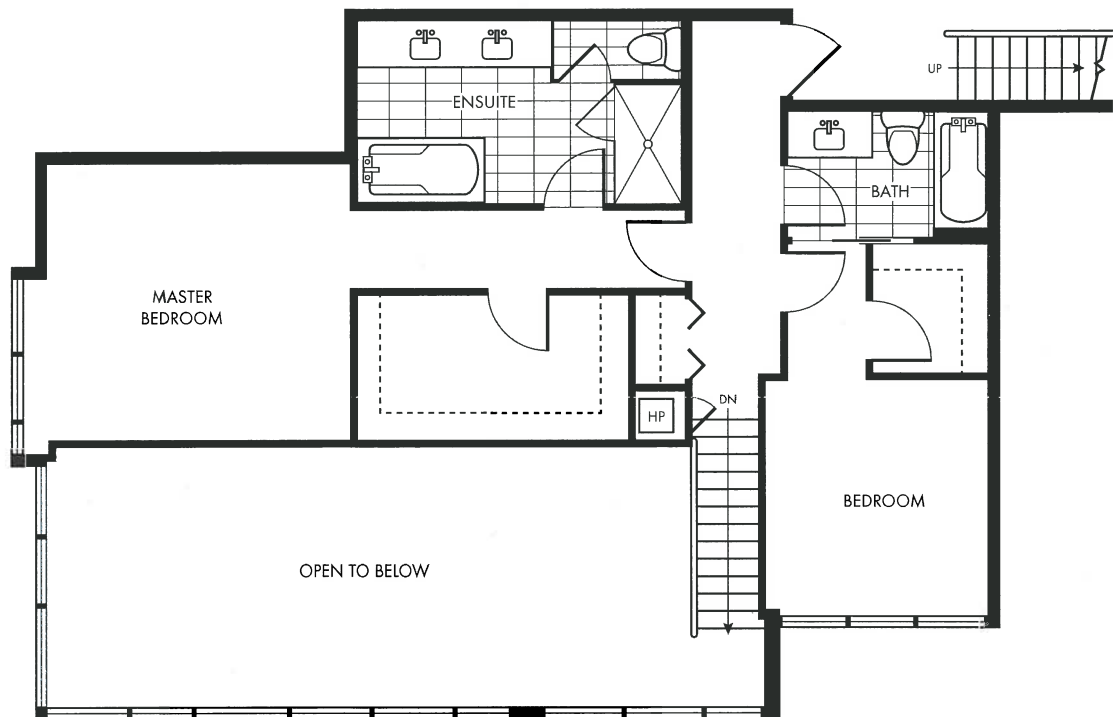 UP
ENSUITE
BATH
MASTER
BEDROOM
DN
HP
BEDROOM
OPEN TO BELOW